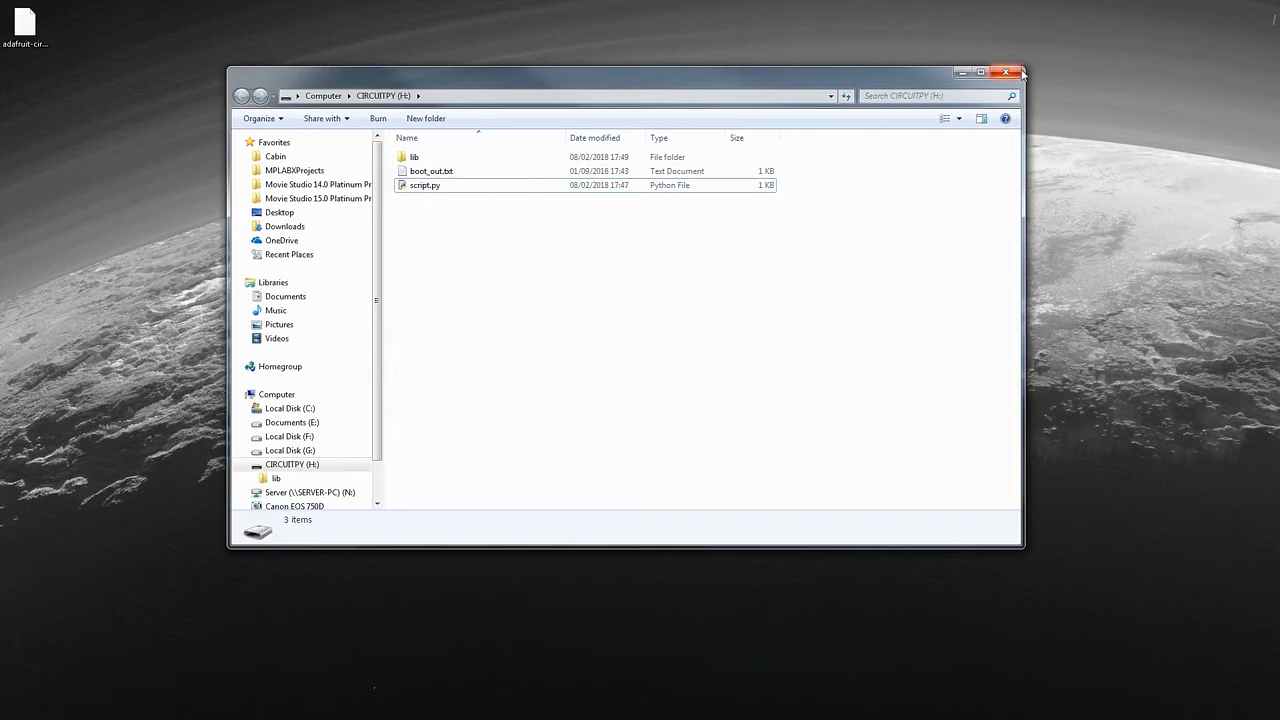 adafruit-cir...
Computer
CIRCUITPY (H:)
Search CIRCUITPY (H:)
Organize
Share with
Burn
New folder
Name
Date modified
Type
Size
lib
08/02/2018 17:49
File folder
boot_out.txt
01/09/2016 17:43
Text Document
1 KB
script.py
08/02/2018 17:47
Python File
1 KB
Favorites
Cabin
MPLABXProjects
Movie Studio 14.0 Platinum Pr
Movie Studio 15.0 Platinum Pr
Desktop
Downloads
OneDrive
Recent Places
Libraries
Documents
Music
Pictures
Videos
Homegroup
Computer
Local Disk (C:)
Documents (E:)
Local Disk (F:)
Local Disk (G:)
CIRCUITPY (H:)
lib
Server (\\SERVER-PC) (N:)
Canon EOS 750D
3 items